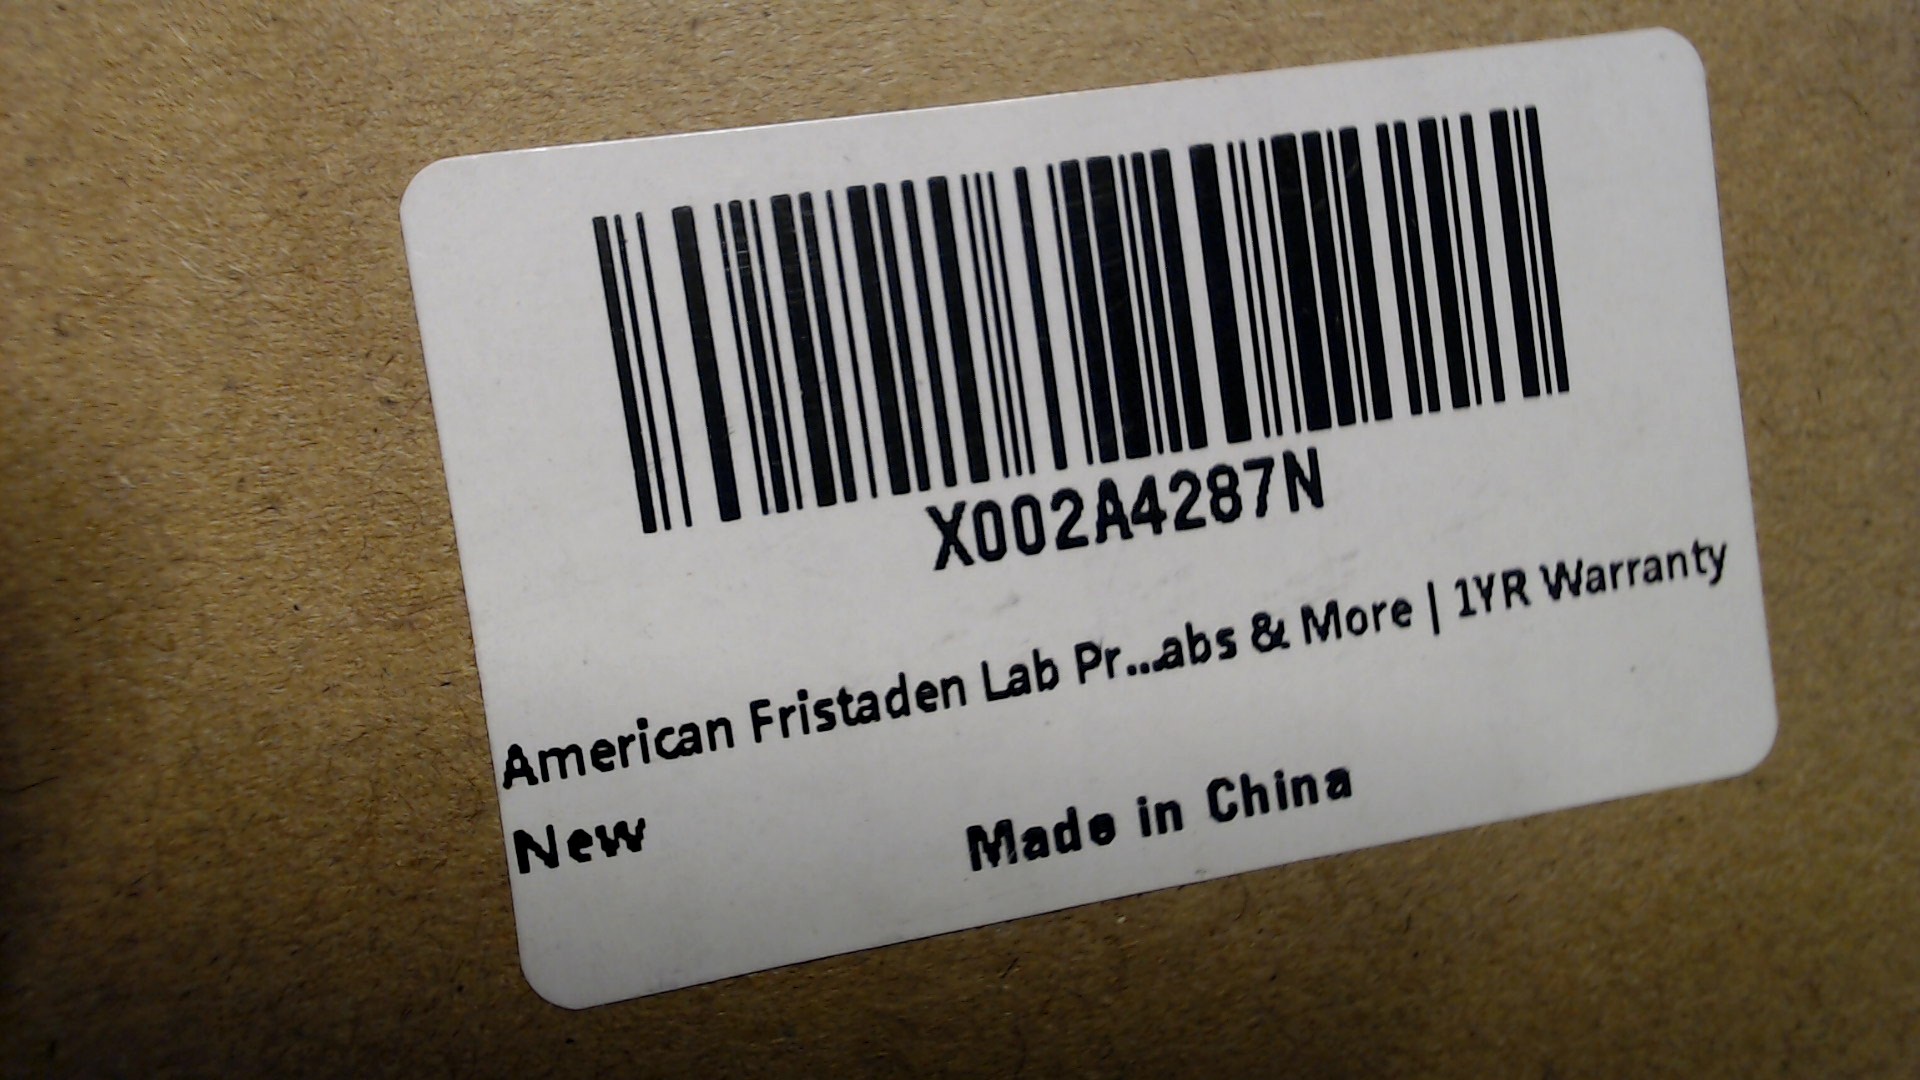 X002A4287N
American Fristaden Lab Pr...abs & More | 1YR Warranty
New
Made in China